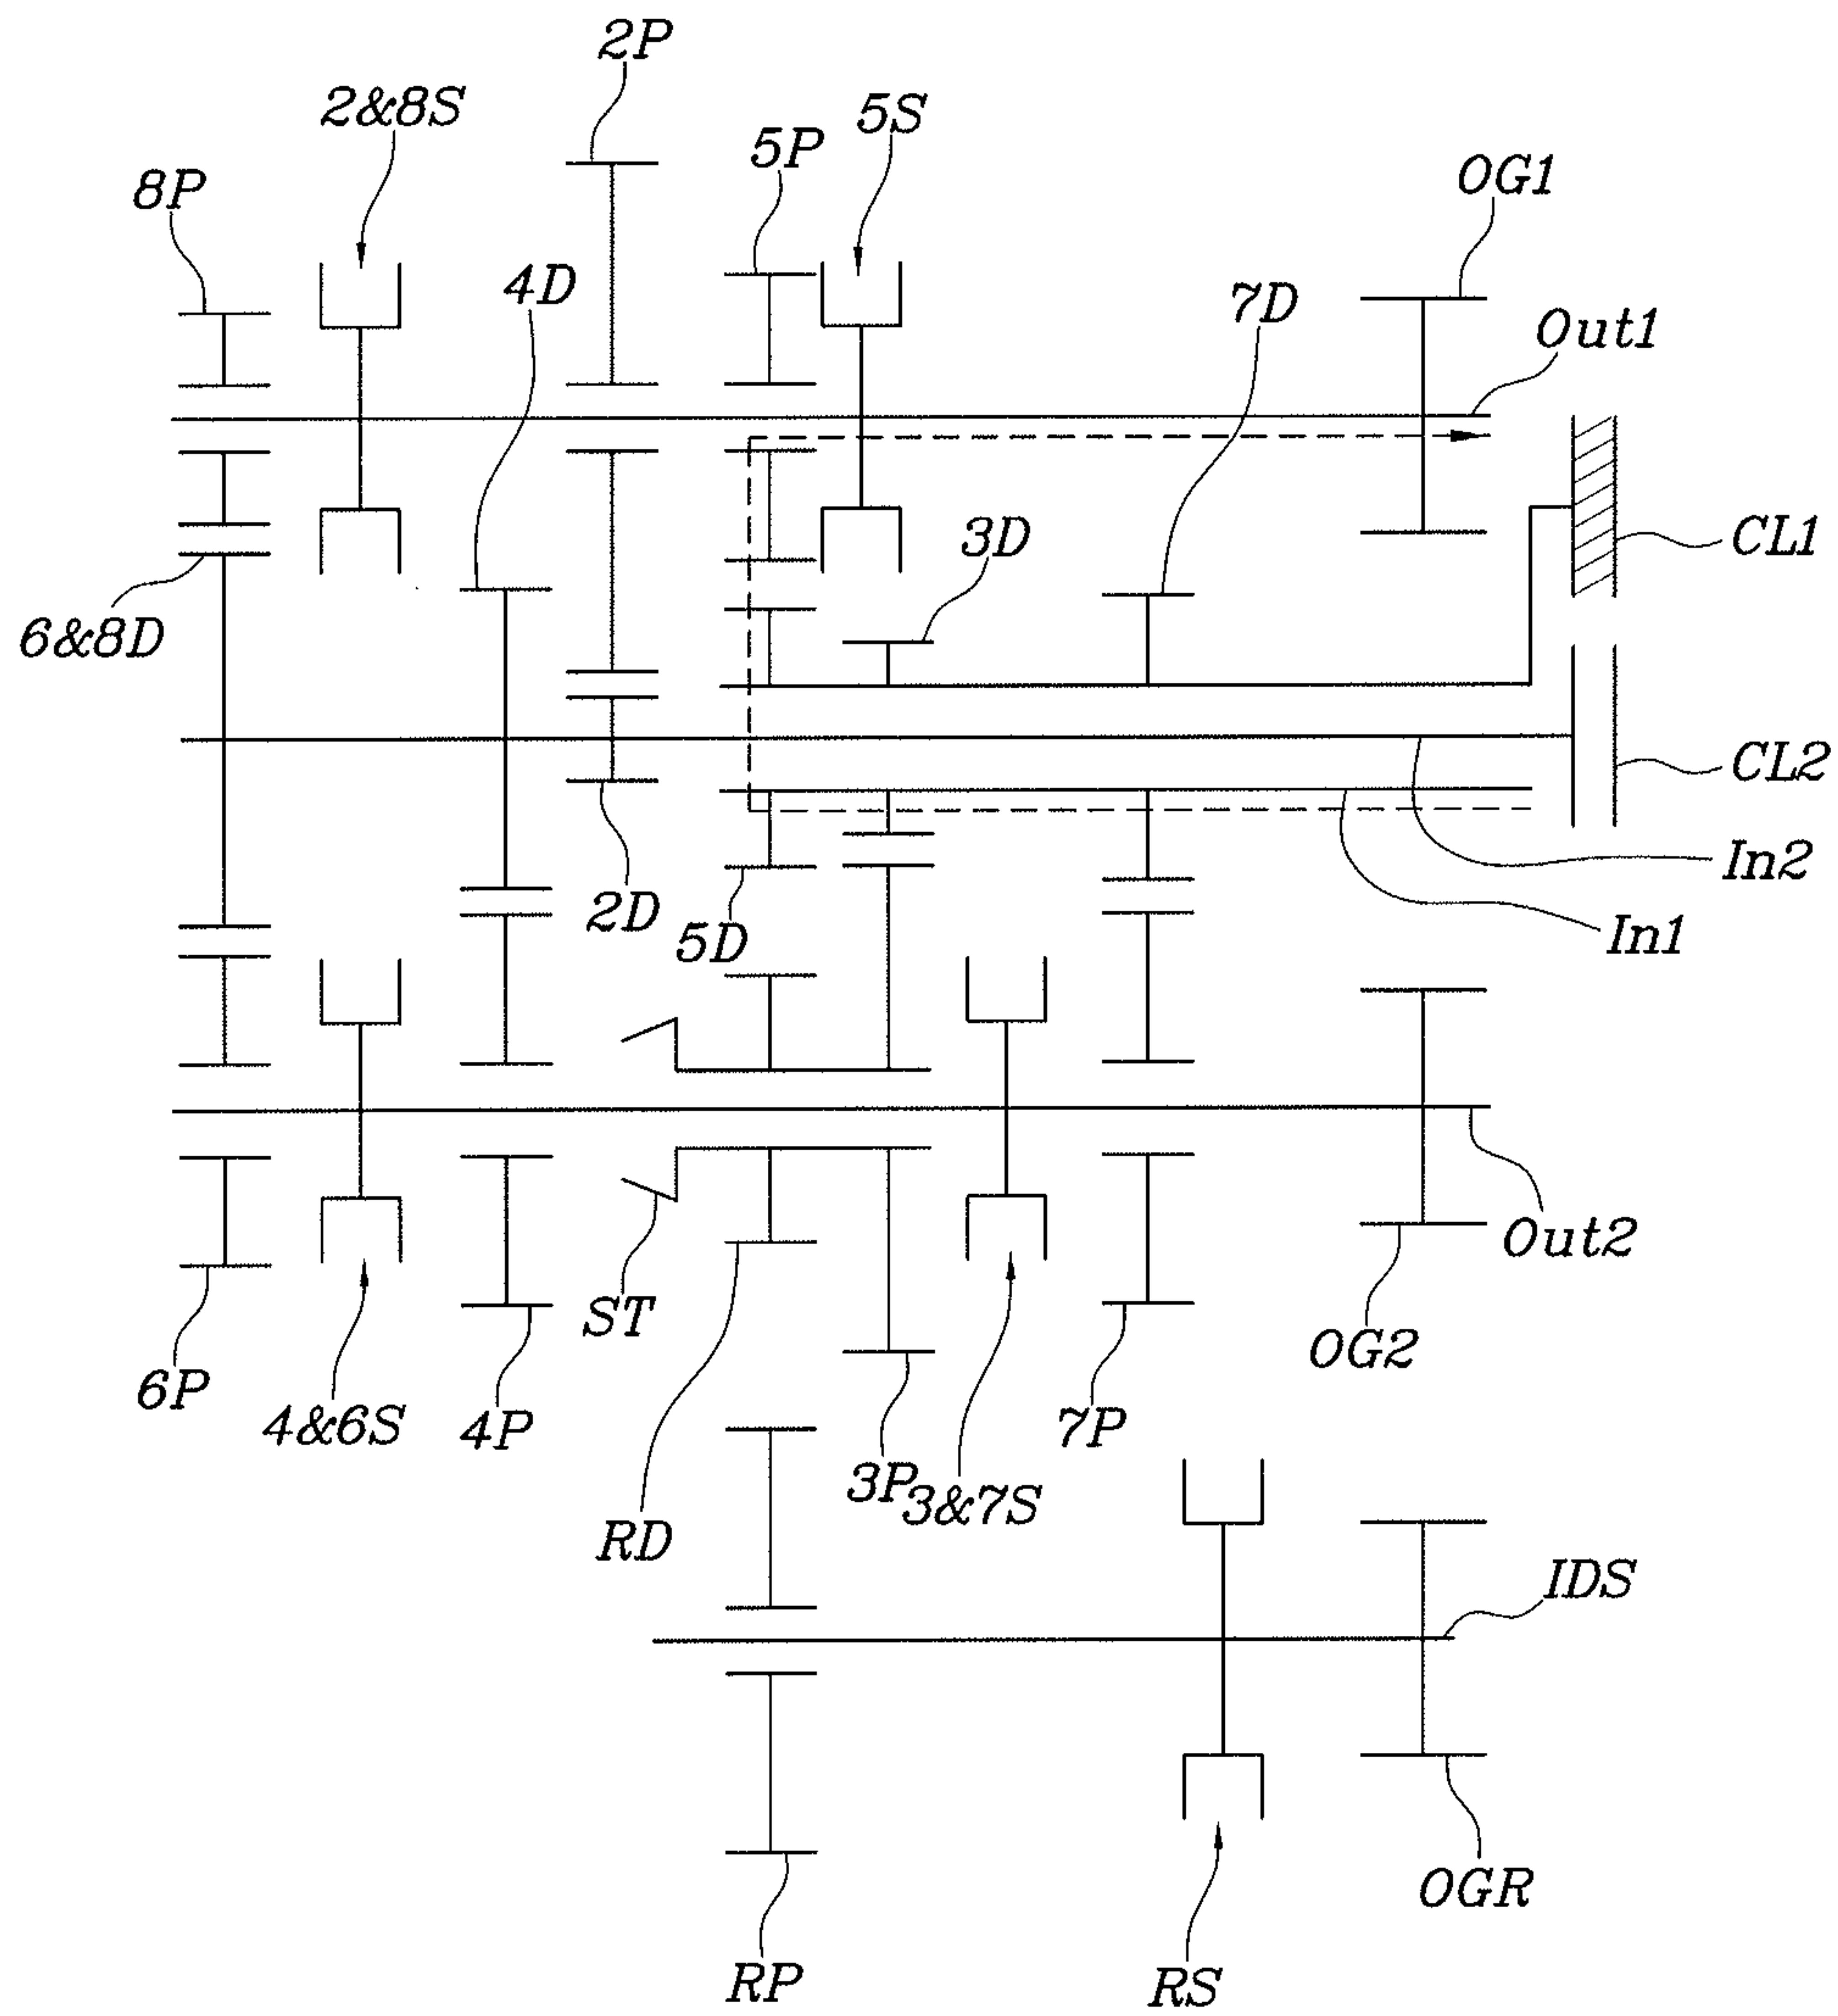 2P
2&8S
5S
5P
8P
OG1
4D
7D
Out1
3D
CL1
6&8D
CL2
In2
2D
5D
In1
Out2
ST
OG2
6P
4&6S
4P
7P
3P
3&7S
RD
IDS
OGR
RP
RS